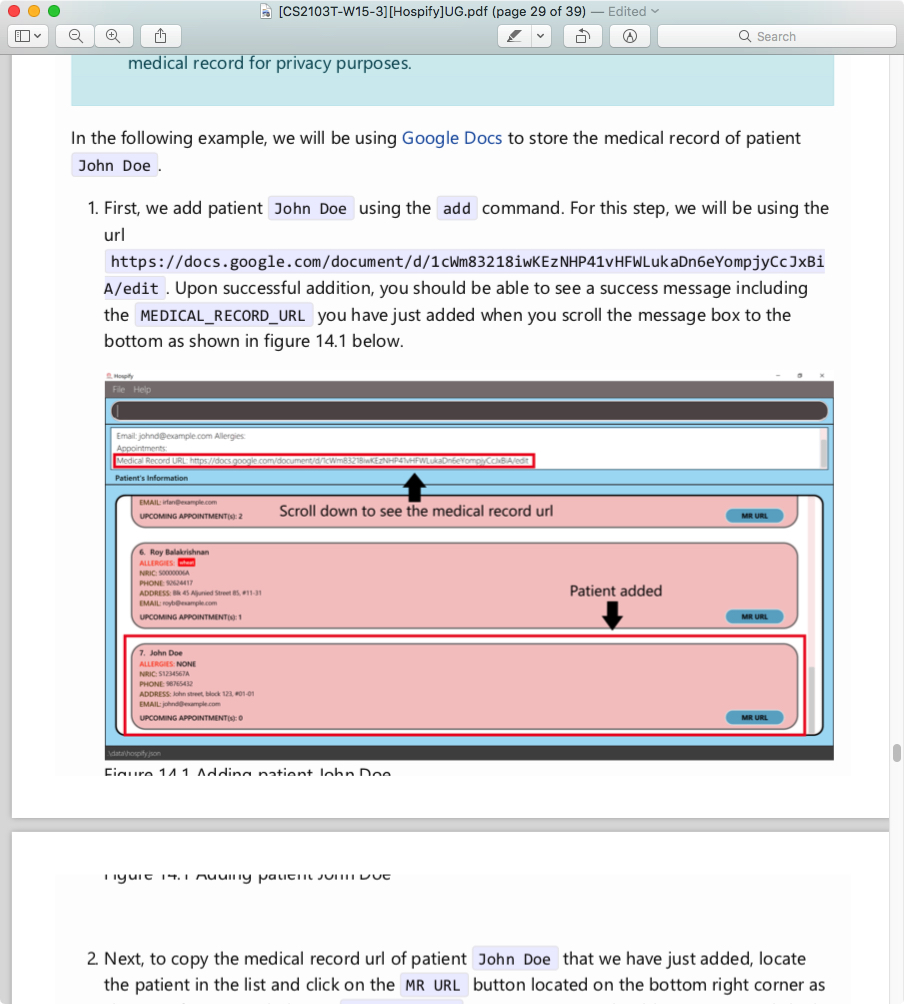 [CS2103T-W15-3][Hospify]UG.pdf (page 29 of 39) — Edited
Search
medical record for privacy purposes.
In the following example, we will be using Google Docs to store the medical record of patient
John Doe .
1. First, we add patient John Doe using the add command. For this step, we will be using the
url
https://docs.google.com/document/d/1cWm83218iwKEzNHP41vHFWLukaDn6eYompjyCcJxBi
A/edit . Upon successful addition, you should be able to see a success message including
the MEDICAL_RECORD_URL you have just added when you scroll the message box to the
bottom as shown in figure 14.1 below.
Hospify
File Help
Email: johnd@example.com Allergies:
Appointments:
Medical Record URL: https://docs.google.com/document/d/1cWm83218iwKEzNHP41vHFWLukaDn6eYompjyCcJxBiA/edit
Patient's Information
EMAIL: irfan@example.com
Scroll down to see the medical record url
UPCOMING APPOINTMENT(s): 2
MR URL
6. Roy Balakrishnan
ALLERGIES: wheat
NRIC: S0000006A
PHONE: 92624417
ADDRESS: Blk 45 Aljunied Street 85, #11-31
EMAIL: royb@example.com
UPCOMING APPOINTMENT(s): 1
MR URL
Patient added
7. John Doe
ALLERGIES: NONE
NRIC: S1234567A
PHONE: 98765432
ADDRESS: John street, block 123, #01-01
EMAIL: johnd@example.com
UPCOMING APPOINTMENT(s): 0
MR URL
\data\hospify.json
Figure 14.1 Adding patient John Doe
Figure 14.1 Adding patient John Doe
2. Next, to copy the medical record url of patient John Doe that we have just added, locate
the patient in the list and click on the MR URL button located on the bottom right corner as